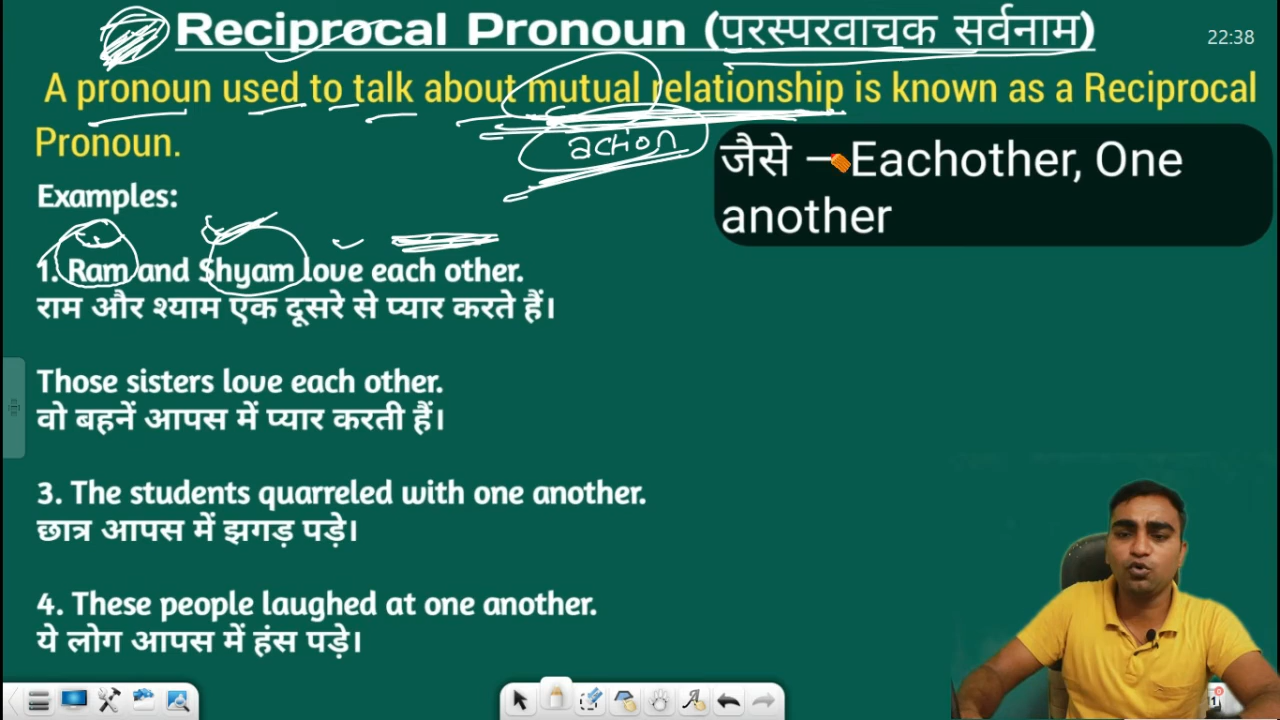 Reciprocal Pronoun (परस्परवाचक सर्वनाम)
22:38
A pronoun used to talk about mutual relationship is known as a Reciprocal
Pronoun.
action
जैसे – Eachother, One
another
Examples:
1. Ram and Shyam love each other.
राम और श्याम एक दूसरे से प्यार करते हैं।
Those sisters love each other.
वो बहनें आपस में प्यार करती हैं।
3. The students quarreled with one another.
छात्र आपस में झगड़ पड़े।
4. These people laughed at one another.
ये लोग आपस में हंस पड़े।